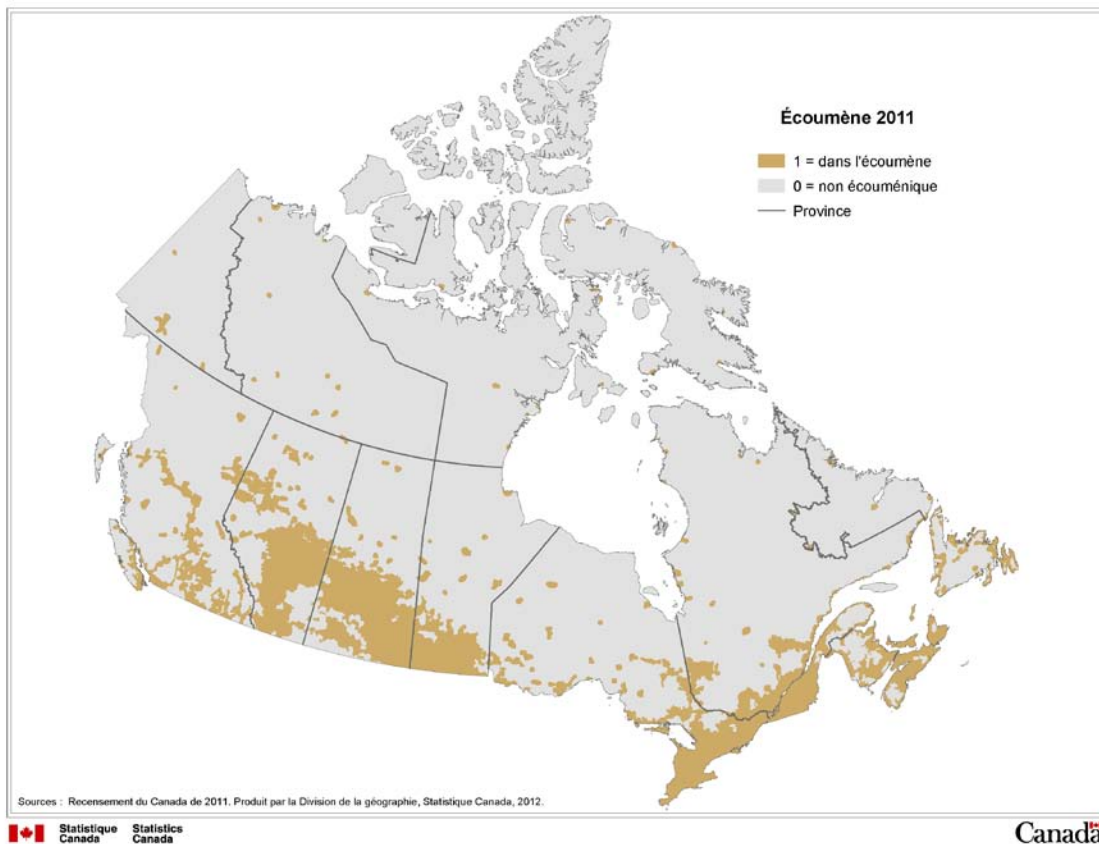 Écoumène 2011
1 = dans l'écoumène
0 = non écouménique
Province
Sources : Recensement du Canada de 2011. Produit par la Division de la géographie, Statistique Canada, 2012.
Statistique Canada
Statistics Canada
Canada